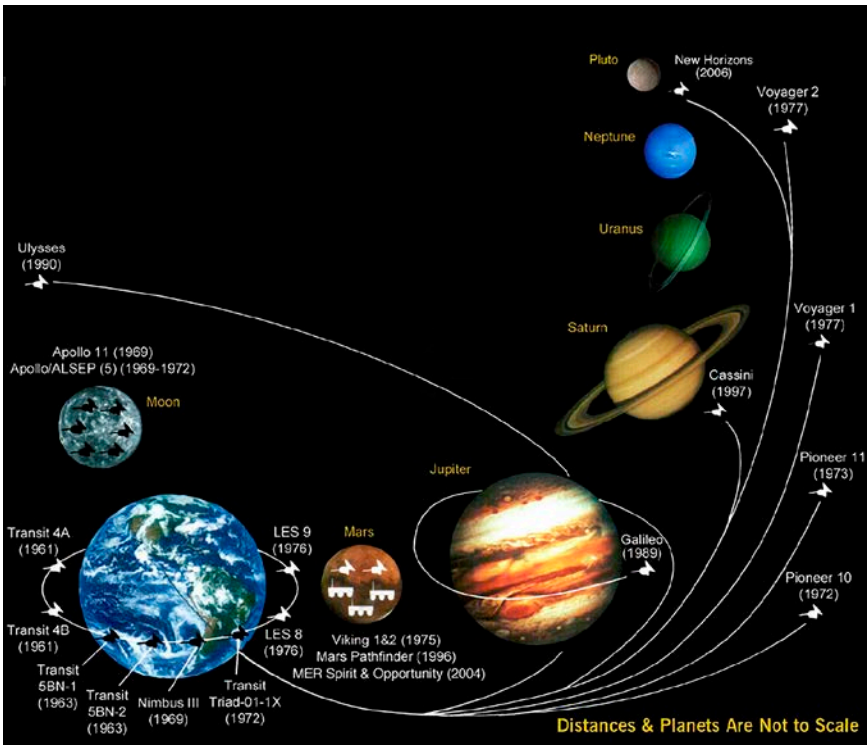 Pluto
New Horizons
(2006)
Voyager 2
(1977)
Neptune
Uranus
Ulysses
(1990)
Voyager 1
(1977)
Saturn
Apollo 11 (1969)
Apollo/ALSEP (5) (1969-1972)
Moon
Cassini
(1997)
Pioneer 11
(1973)
Jupiter
Transit 4A
(1961)
LES 9
(1976)
Mars
Galileo
(1989)
Pioneer 10
(1972)
Transit 4B
(1961)
LES 8
(1976)
Viking 1&2 (1975)
Mars Pathfinder (1996)
MER Spirit & Opportunity (2004)
Transit
5BN-1
(1963)
Transit
5BN-2
(1963)
Nimbus III
(1969)
Transit
Triad-01-1X
(1972)
Distances & Planets Are Not to Scale